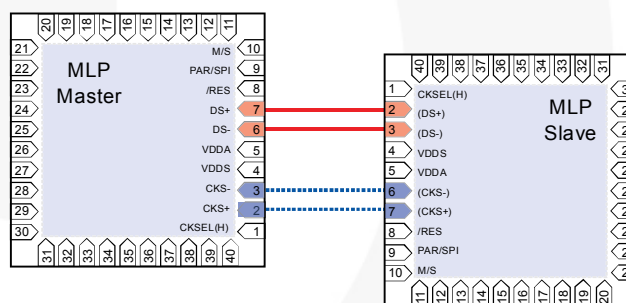 20 19 18 17 16 15 14 13 12 11
21 M/S 10
22 MLP PAR/SPI 9
23 Master /RES 8
24 DS+ 7
25 DS- 6
26 VDDA 5
27 VDDS 4
28 CKS- 3
29 CKS+ 2
30 CKSEL(H) 1
31 32 33 34 35 36 37 38 39 40
40 39 38 37 36 35 34 33 32 31
1 CKSEL(H)
2 (DS+) MLP
3 (DS-) Slave
4 VDDS
5 VDDA
6 (CKS-)
7 (CKS+)
8 /RES
9 PAR/SPI
10 M/S
11 12 13 14 15 16 17 18 19 20